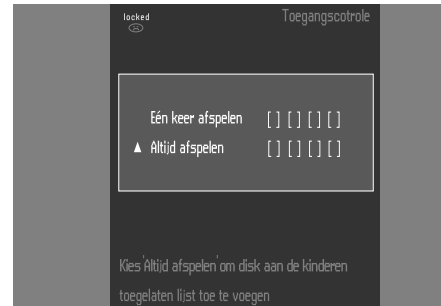 locked
Toegangscotrole
Eén keer afspelen [ ] [ ] [ ] [ ]
▲ Altijd afspelen [ ] [ ] [ ] [ ]
Kies 'Altijd afspelen' om disk aan de kinderen
toegelaten lijst toe te voegen